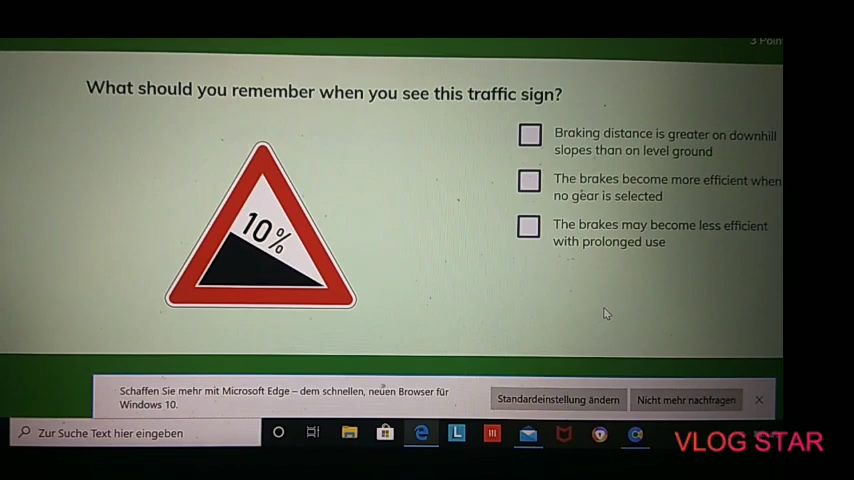 3 Poin
What should you remember when you see this traffic sign?
Braking distance is greater on downhill
slopes than on level ground
The brakes become more efficient when
no gear is selected
The brakes may become less efficient
with prolonged use
10%
Schaffen Sie mehr mit Microsoft Edge – dem schnellen, neuen Browser für
Windows 10.
Standardeinstellung ändern
Nicht mehr nachfragen
Zur Suche Text hier eingeben
L
VLOG STAR